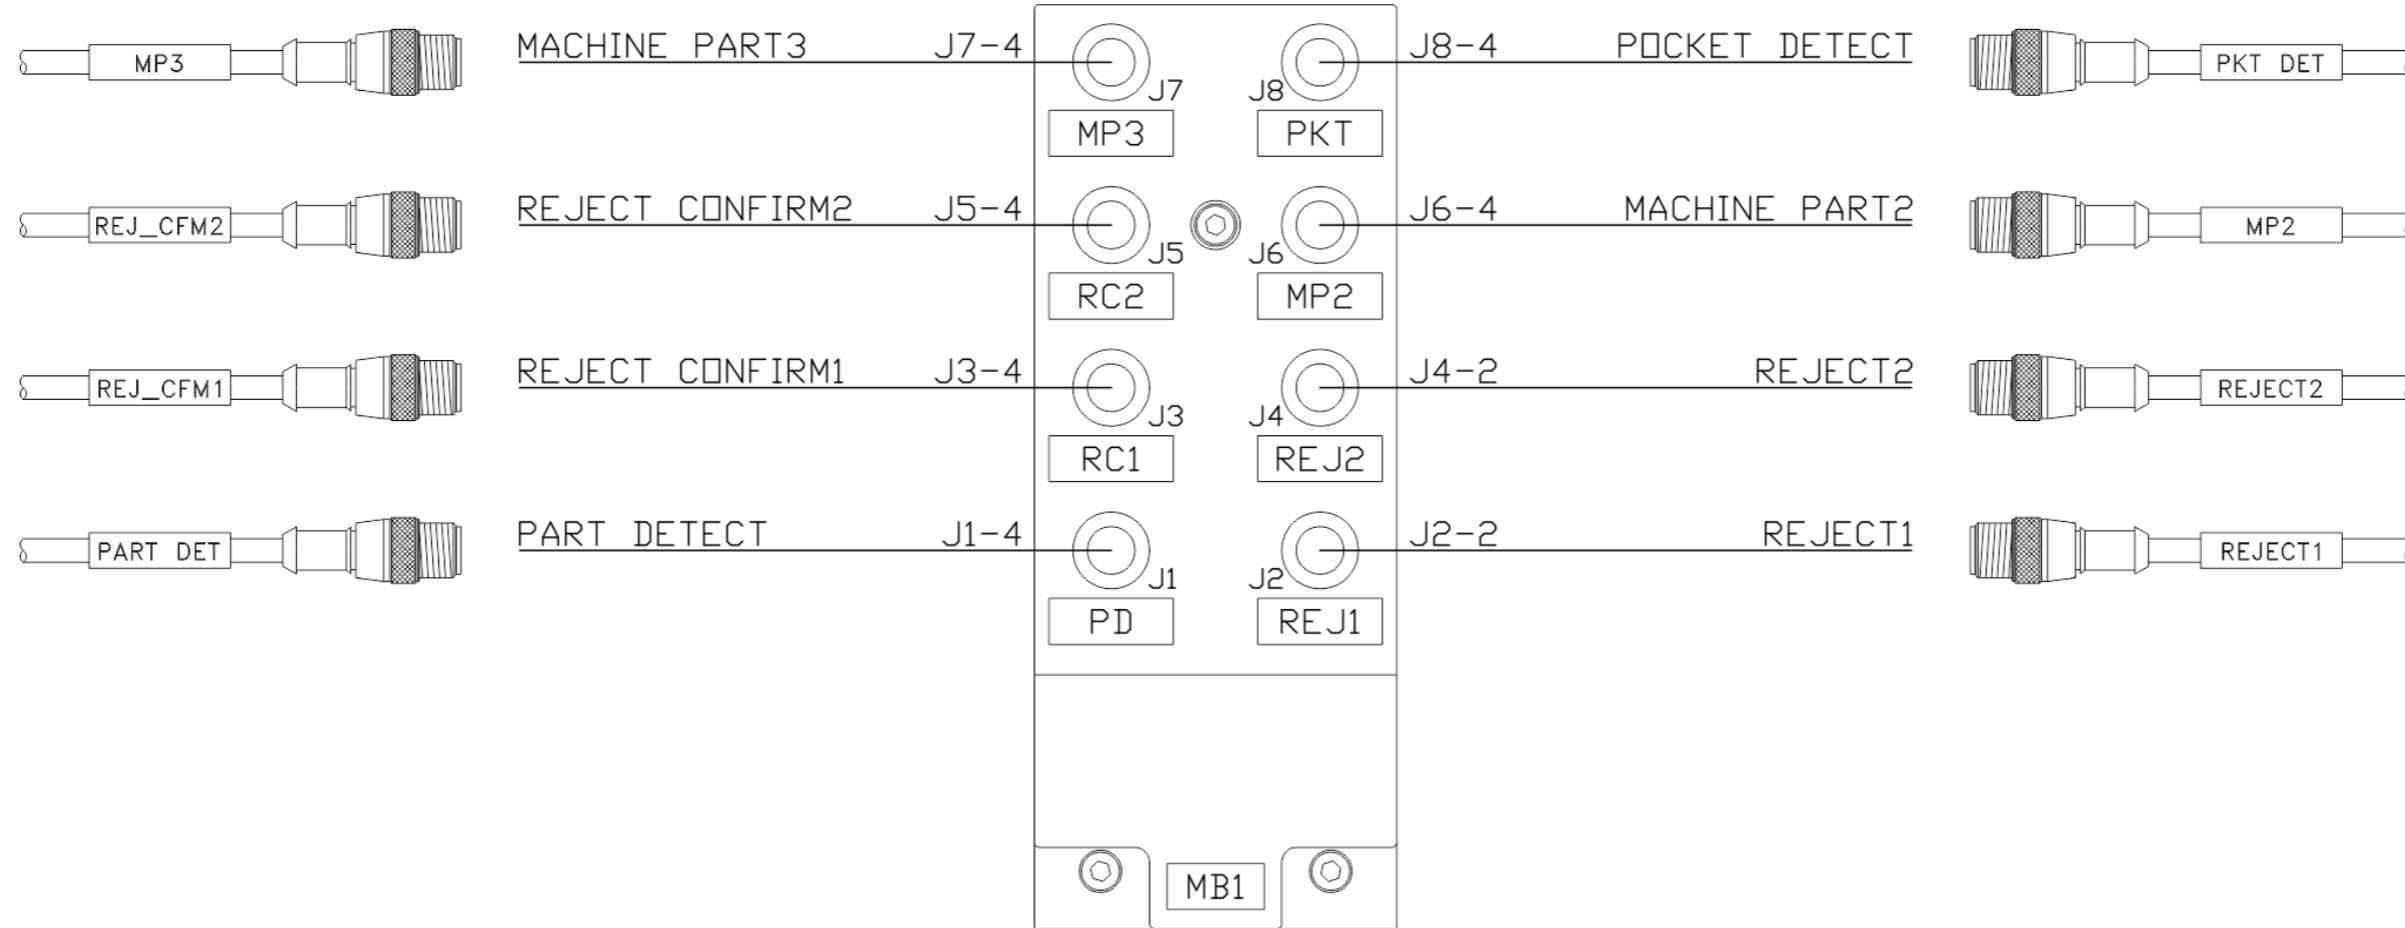 MP3 MACHINE PART3 J7-4 J8-4 POCKET DETECT PKT DET
J7 J8
MP3 PKT
REJ_CFM2 REJECT CONFIRM2 J5-4 J6-4 MACHINE PART2 MP2
J5 J6
RC2 MP2
REJ_CFM1 REJECT CONFIRM1 J3-4 J4-2 REJECT2 REJECT2
J3 J4
RC1 REJ2
PART DET PART DETECT J1-4 J2-2 REJECT1 REJECT1
J1 J2
PD REJ1
MB1